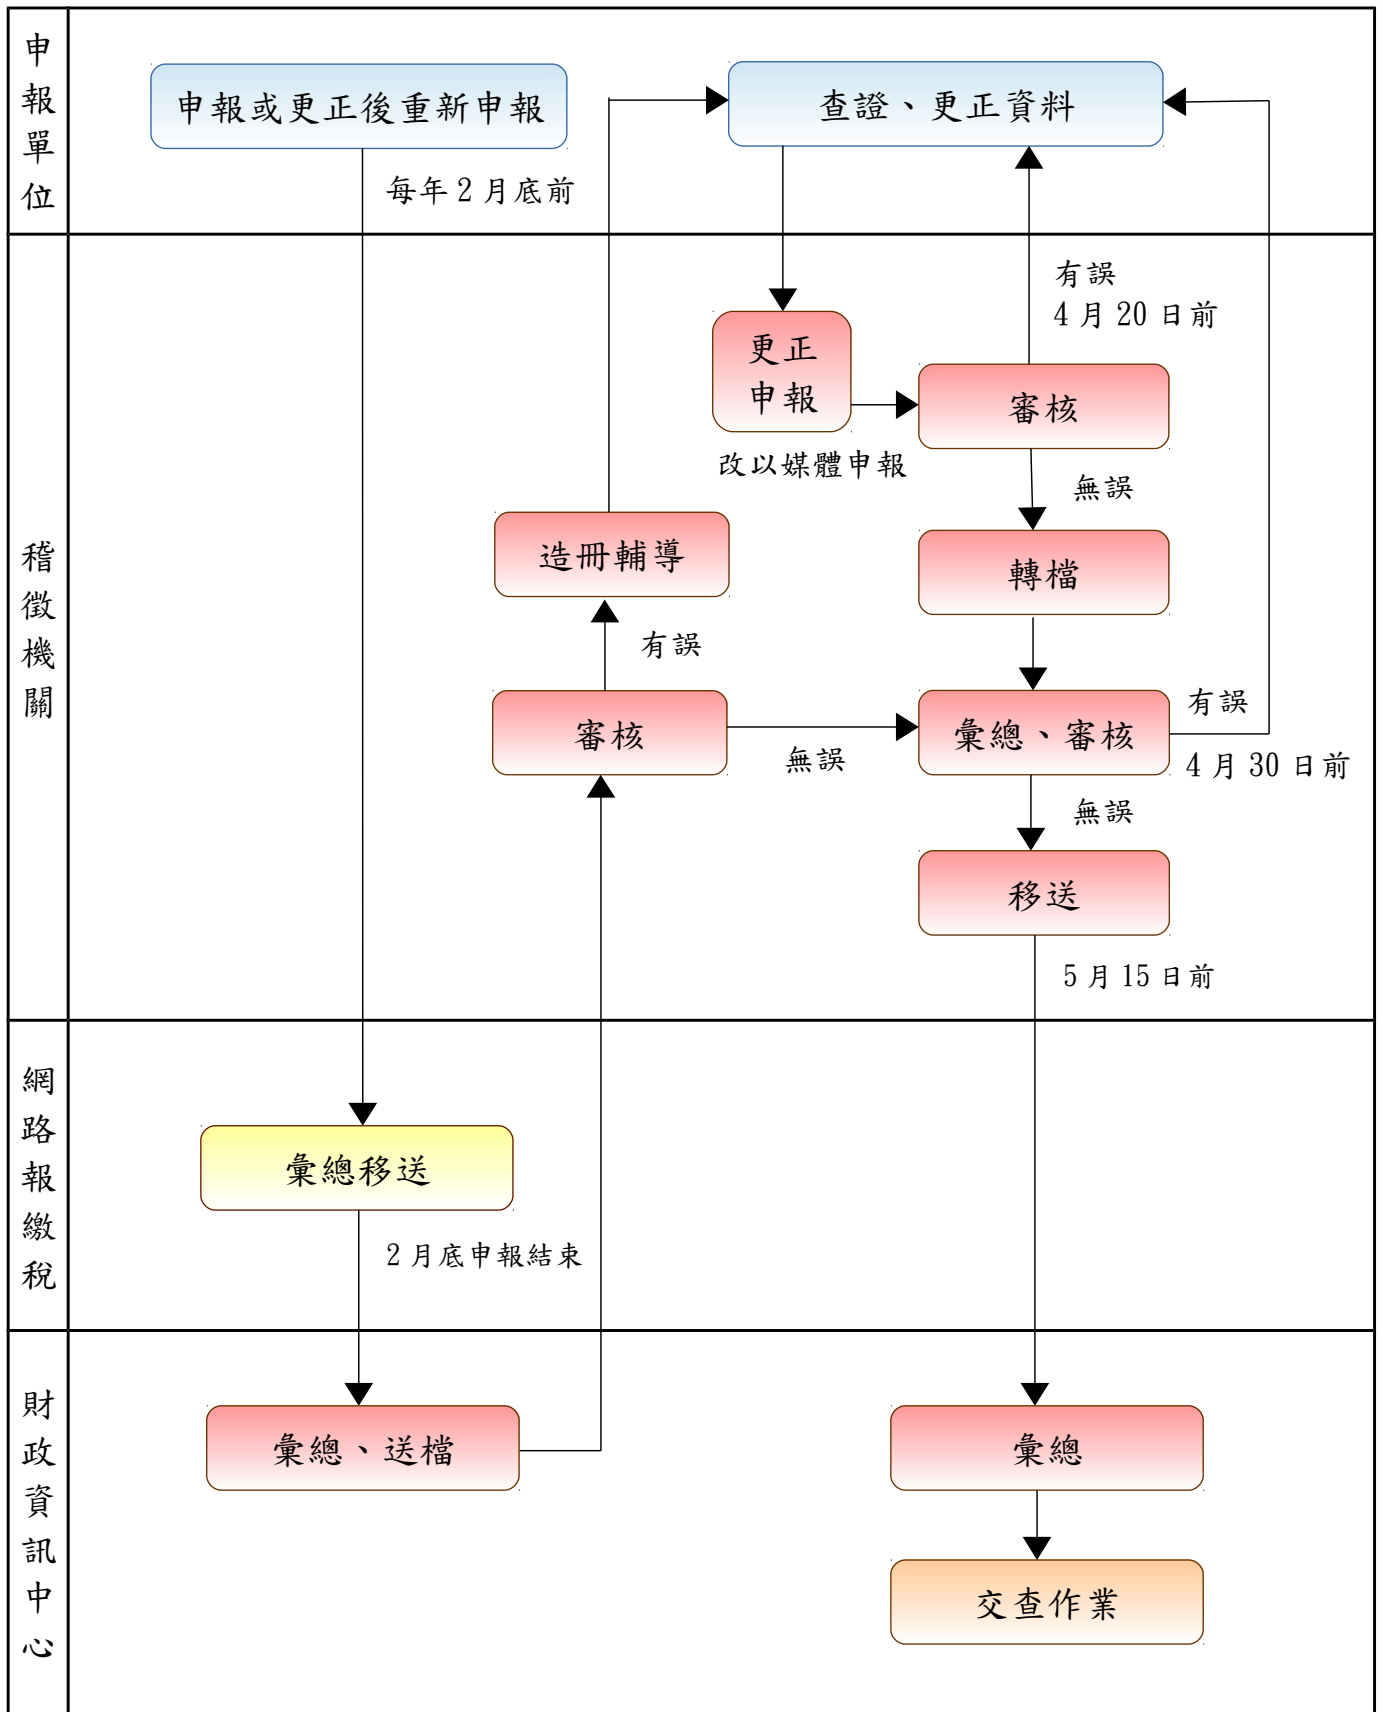 申報單位
申報或更正後重新申報
查證、更正資料
每年2月底前
稽徵機關
有誤
4月20日前
更正
申報
審核
改以媒體申報
無誤
造冊輔導
轉檔
有誤
審核
無誤
彙總、審核
有誤
4月30日前
無誤
移送
5月15日前
網路報繳稅
彙總移送
2月底申報結束
財政資訊中心
彙總、送檔
彙總
交查作業